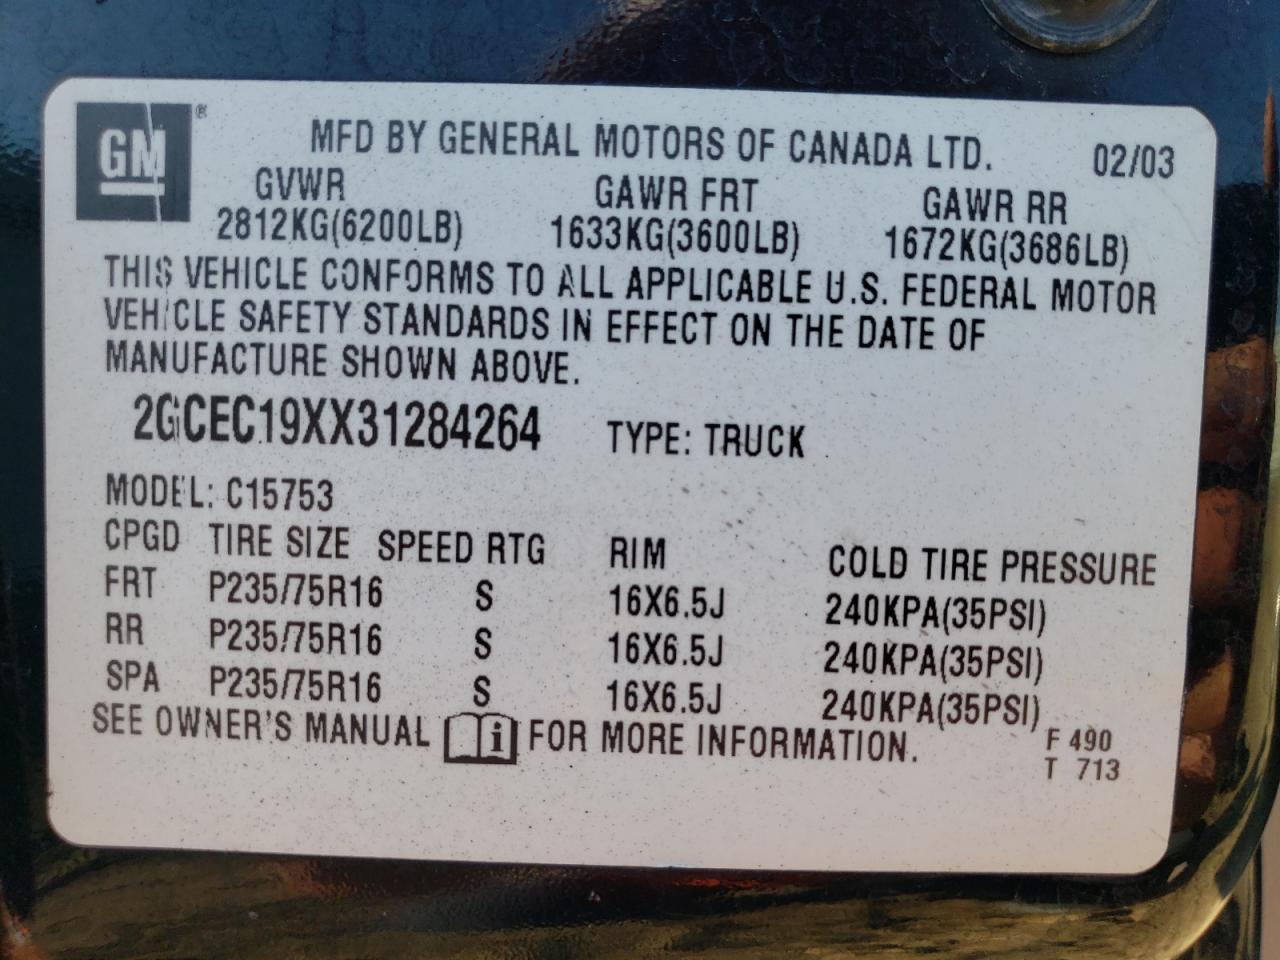 GM ®
MFD BY GENERAL MOTORS OF CANADA LTD. 02/03
GVWR GAWR FRT GAWR RR
2812KG(6200LB) 1633KG(3600LB) 1672KG(3686LB)
THIS VEHICLE CONFORMS TO ALL APPLICABLE U.S. FEDERAL MOTOR
VEHICLE SAFETY STANDARDS IN EFFECT ON THE DATE OF
MANUFACTURE SHOWN ABOVE.
2GCEC19XX31284264 TYPE: TRUCK
MODEL: C15753
CPGD TIRE SIZE SPEED RTG RIM COLD TIRE PRESSURE
FRT P235/75R16 S 16X6.5J 240KPA(35PSI)
RR P235/75R16 S 16X6.5J 240KPA(35PSI)
SPA P235/75R16 S 16X6.5J 240KPA(35PSI)
SEE OWNER'S MANUAL i FOR MORE INFORMATION.
F 490
T 713